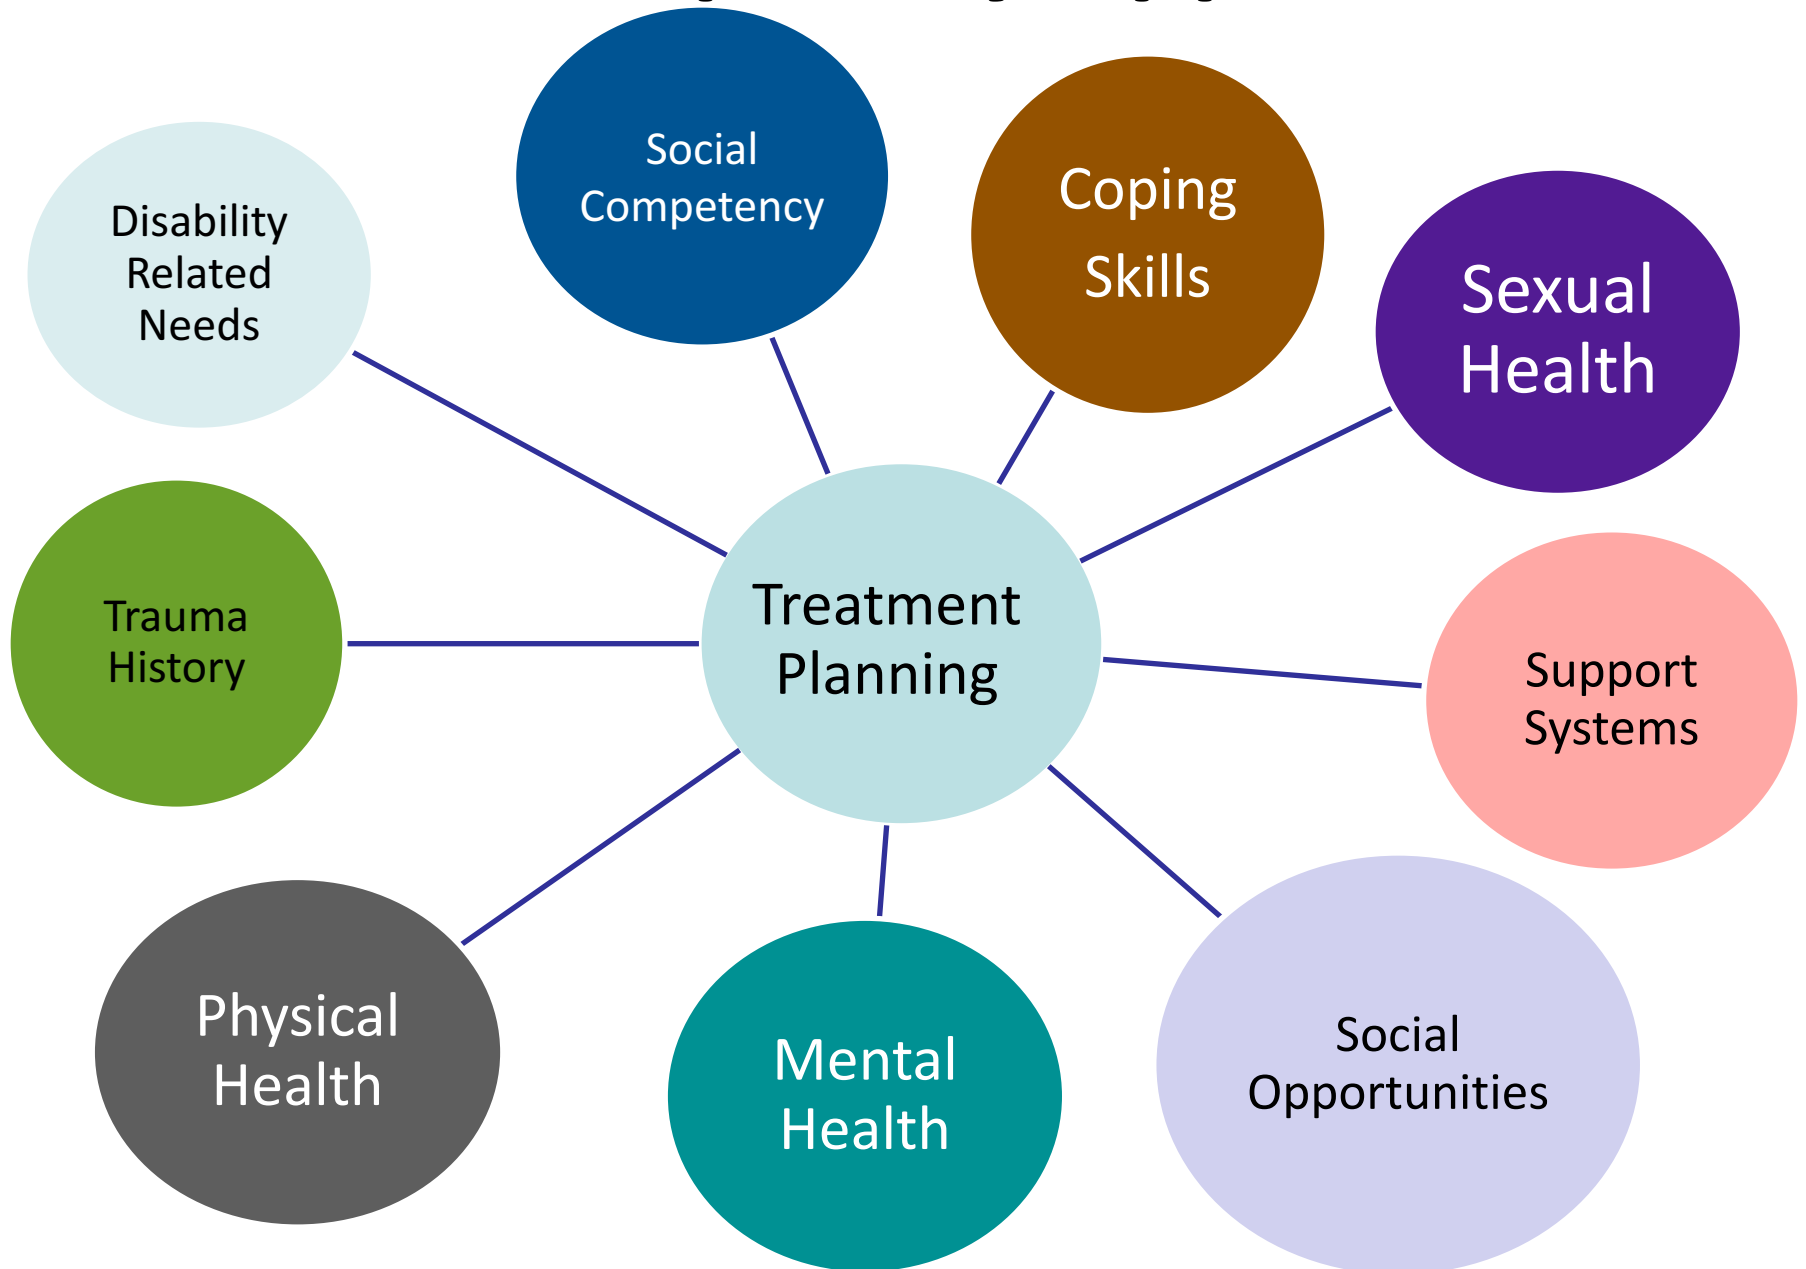 Social
Competency
Coping
Skills
Disability
Related
Needs
Sexual
Health
Treatment
Planning
Trauma
History
Support
Systems
Physical
Health
Mental
Health
Social
Opportunities